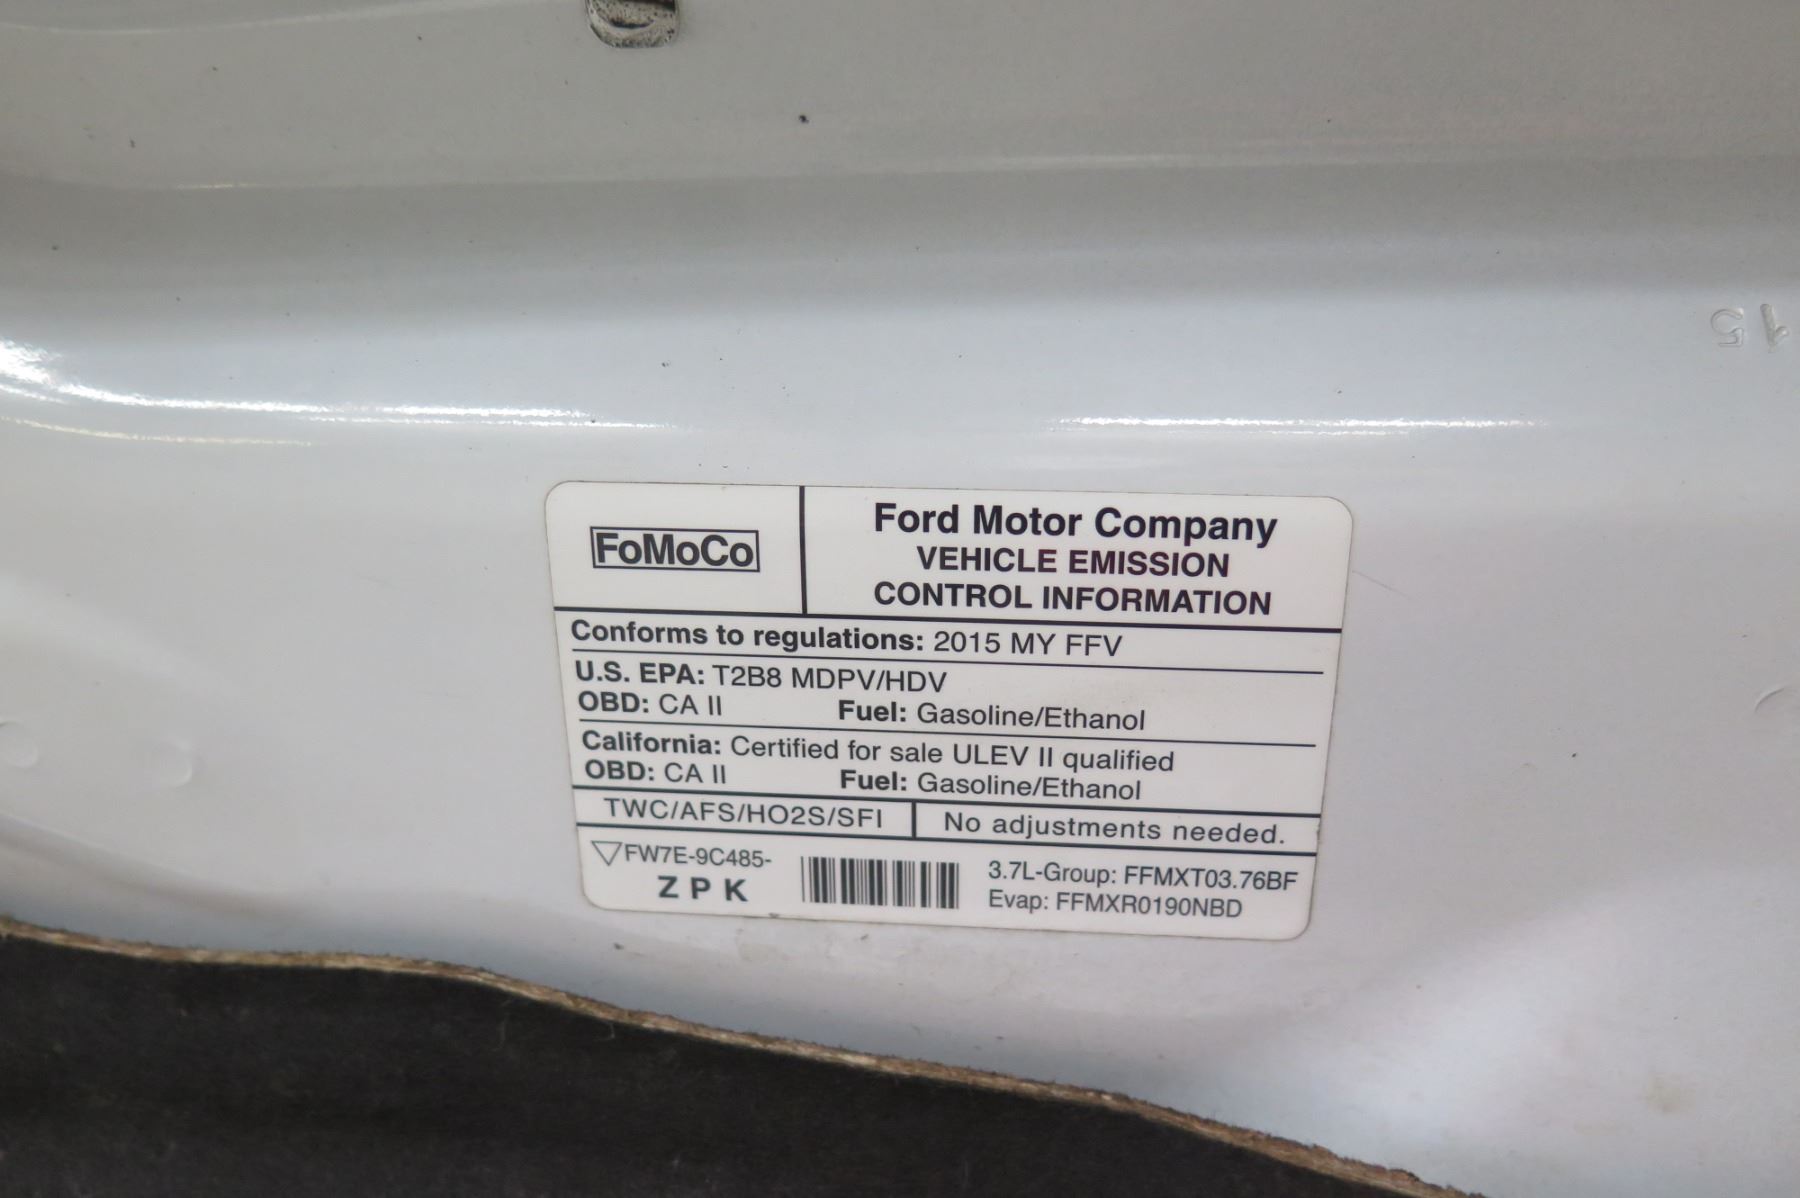 FoMoCo
Ford Motor Company
VEHICLE EMISSION
CONTROL INFORMATION
Conforms to regulations: 2015 MY FFV
U.S. EPA: T2B8 MDPV/HDV
OBD: CA II Fuel: Gasoline/Ethanol
California: Certified for sale ULEV II qualified
OBD: CA II Fuel: Gasoline/Ethanol
TWC/AFS/HO2S/SFI No adjustments needed.
▽FW7E-9C485-
Z P K
3.7L-Group: FFMXT03.76BF
Evap: FFMXR0190NBD
15